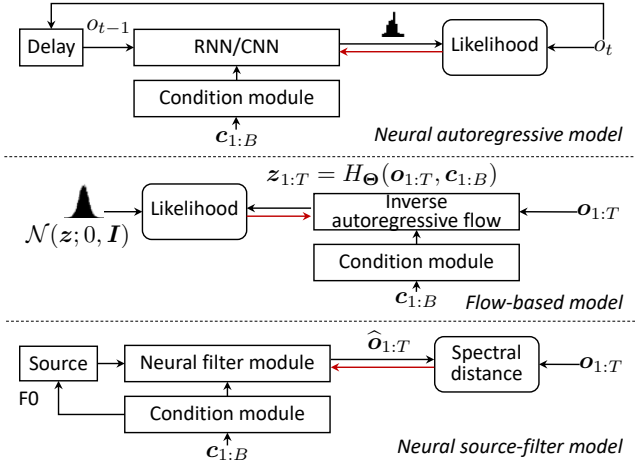 Delay o_{t−1} RNN/CNN Likelihood o_t
Condition module
c_{1:B}
Neural autoregressive model
z_{1:T} = H_Θ(o_{1:T}, c_{1:B})
Likelihood
Inverse
autoregressive flow
o_{1:T}
N(z; 0, I)
Condition module
c_{1:B}
Flow-based model
Source
Neural filter module
ô_{1:T}
Spectral
distance
o_{1:T}
F0
Condition module
c_{1:B}
Neural source-filter model